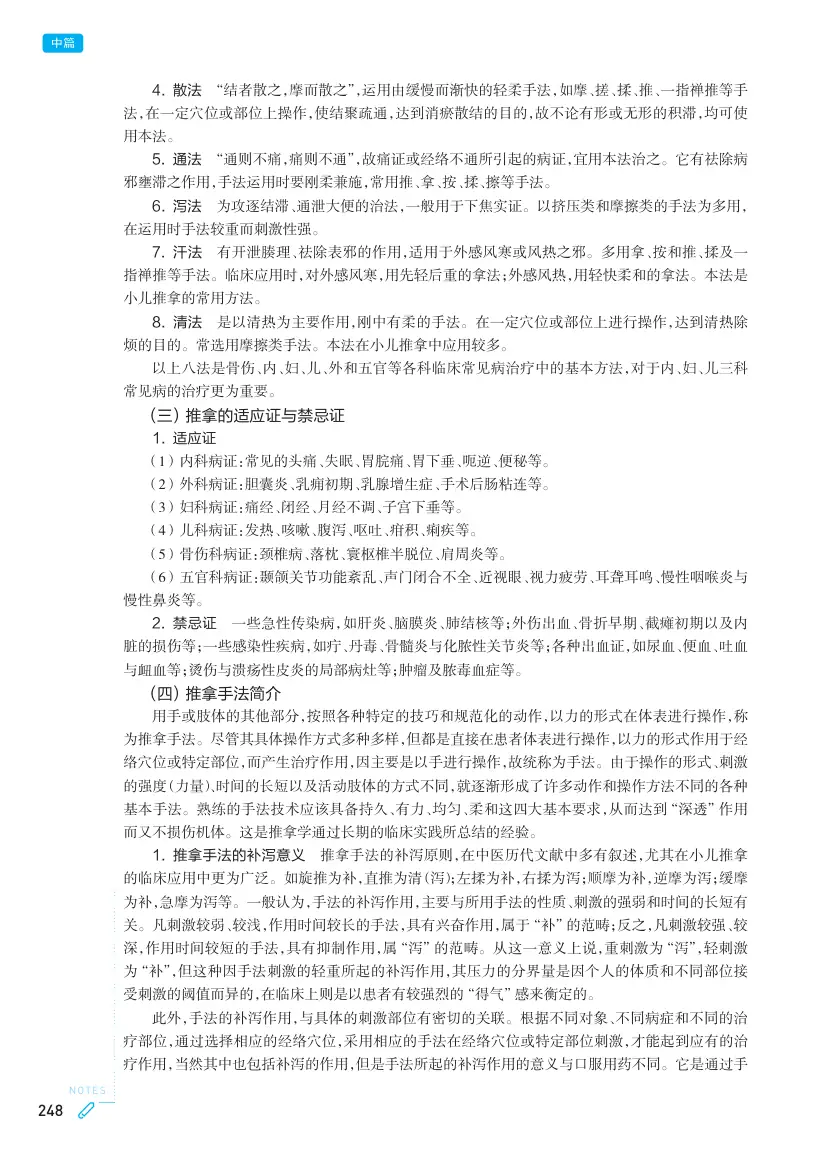 中篇
4. 散法 “结者散之,摩而散之”,运用由缓慢而渐快的轻柔手法,如摩、搓、揉、推、一指禅推等手
法,在一定穴位或部位上操作,使结聚疏通,达到消瘀散结的目的,故不论有形或无形的积滞,均可使
用本法。
5. 通法 “通则不痛,痛则不通”,故痛证或经络不通所引起的病证,宜用本法治之。它有祛除病
邪壅滞之作用,手法运用时要刚柔兼施,常用推、拿、按、揉、擦等手法。
6. 泻法 为攻逐结滞、通泄大便的治法,一般用于下焦实证。以挤压类和摩擦类的手法为多用,
在运用时手法较重而刺激性强。
7. 汗法 有开泄腠理、祛除表邪的作用,适用于外感风寒或风热之邪。多用拿、按和推、揉及一
指禅推等手法。临床应用时,对外感风寒,用先轻后重的拿法;外感风热,用轻快柔和的拿法。本法是
小儿推拿的常用方法。
8. 清法 是以清热为主要作用,刚中有柔的手法。在一定穴位或部位上进行操作,达到清热除
烦的目的。常选用摩擦类手法。本法在小儿推拿中应用较多。
以上八法是骨伤、内、妇、儿、外和五官等各科临床常见病治疗中的基本方法,对于内、妇、儿三科
常见病的治疗更为重要。
(三) 推拿的适应证与禁忌证
1. 适应证
(1) 内科病证:常见的头痛、失眠、胃脘痛、胃下垂、呃逆、便秘等。
(2) 外科病证:胆囊炎、乳痈初期、乳腺增生症、手术后肠粘连等。
(3) 妇科病证:痛经、闭经、月经不调、子宫下垂等。
(4) 儿科病证:发热、咳嗽、腹泻、呕吐、疳积、痢疾等。
(5) 骨伤科病证:颈椎病、落枕、寰枢椎半脱位、肩周炎等。
(6) 五官科病证:颞颌关节功能紊乱、声门闭合不全、近视眼、视力疲劳、耳聋耳鸣、慢性咽喉炎与
慢性鼻炎等。
2. 禁忌证 一些急性传染病,如肝炎、脑膜炎、肺结核等;外伤出血、骨折早期、截瘫初期以及内
脏的损伤等;一些感染性疾病,如疔、丹毒、骨髓炎与化脓性关节炎等;各种出血证,如尿血、便血、吐血
与衄血等;烫伤与溃疡性皮炎的局部病灶等;肿瘤及脓毒血症等。
(四) 推拿手法简介
用手或肢体的其他部分,按照各种特定的技巧和规范化的动作,以力的形式在体表进行操作,称
为推拿手法。尽管其具体操作方式多种多样,但都是直接在患者体表进行操作,以力的形式作用于经
络穴位或特定部位,而产生治疗作用,因主要是以手进行操作,故统称为手法。由于操作的形式、刺激
的强度(力量)、时间的长短以及活动肢体的方式不同,就逐渐形成了许多动作和操作方法不同的各种
基本手法。熟练的手法技术应该具备持久、有力、均匀、柔和这四大基本要求,从而达到“深透”作用
而又不损伤机体。这是推拿学通过长期的临床实践所总结的经验。
1. 推拿手法的补泻意义 推拿手法的补泻原则,在中医历代文献中多有叙述,尤其在小儿推拿
的临床应用中更为广泛。如旋推为补,直推为清(泻);左揉为补,右揉为泻;顺摩为补,逆摩为泻;缓摩
为补,急摩为泻等。一般认为,手法的补泻作用,主要与所用手法的性质、刺激的强弱和时间的长短有
关。凡刺激较弱、较浅,作用时间较长的手法,具有兴奋作用,属于“补”的范畴;反之,凡刺激较强、较
深,作用时间较短的手法,具有抑制作用,属“泻”的范畴。从这一意义上说,重刺激为“泻”,轻刺激
为“补”,但这种因手法刺激的轻重所起的补泻作用,其压力的分界量是因个人的体质和不同部位接
受刺激的阈值而异的,在临床上则是以患者有较强烈的“得气”感来衡定的。
此外,手法的补泻作用,与具体的刺激部位有密切的关联。根据不同对象、不同病症和不同的治
疗部位,通过选择相应的经络穴位,采用相应的手法在经络穴位或特定部位刺激,才能起到应有的治
疗作用,当然其中也包括补泻的作用,但是手法所起的补泻作用的意义与口服用药不同。它是通过手
NOTES
248